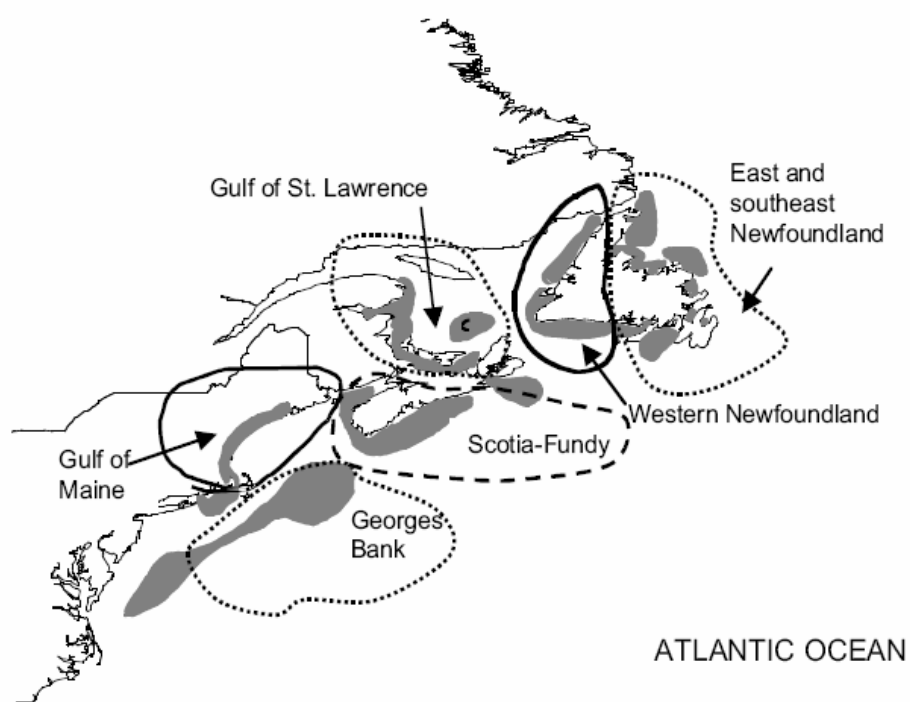 Gulf of St. Lawrence
East and
southeast
Newfoundland
c
Western Newfoundland
Scotia-Fundy
Gulf of
Maine
Georges
Bank
ATLANTIC OCEAN